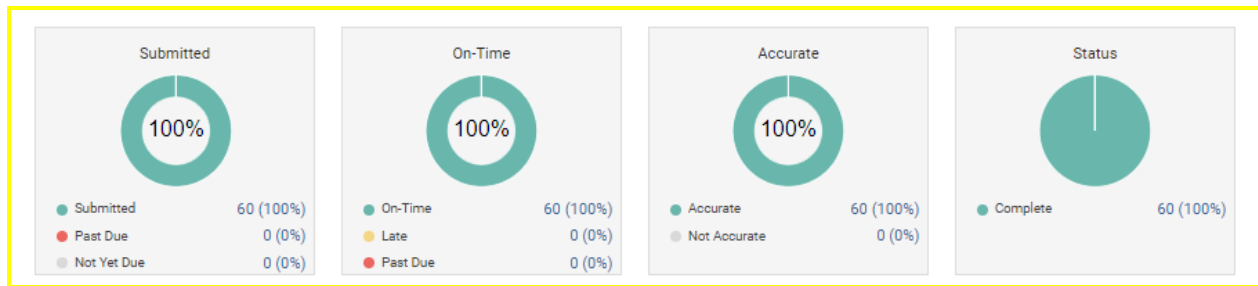 Submitted
100%
Submitted 60 (100%)
Past Due 0 (0%)
Not Yet Due 0 (0%)
On-Time
100%
On-Time 60 (100%)
Late 0 (0%)
Past Due 0 (0%)
Accurate
100%
Accurate 60 (100%)
Not Accurate 0 (0%)
Status
Complete 60 (100%)